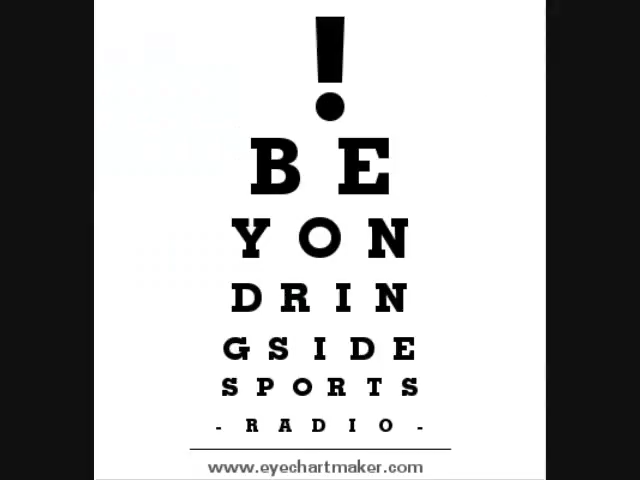 !
B E
Y O N
D R I N
G S I D E
S P O R T S
- R A D I O -
www.eyechartmaker.com